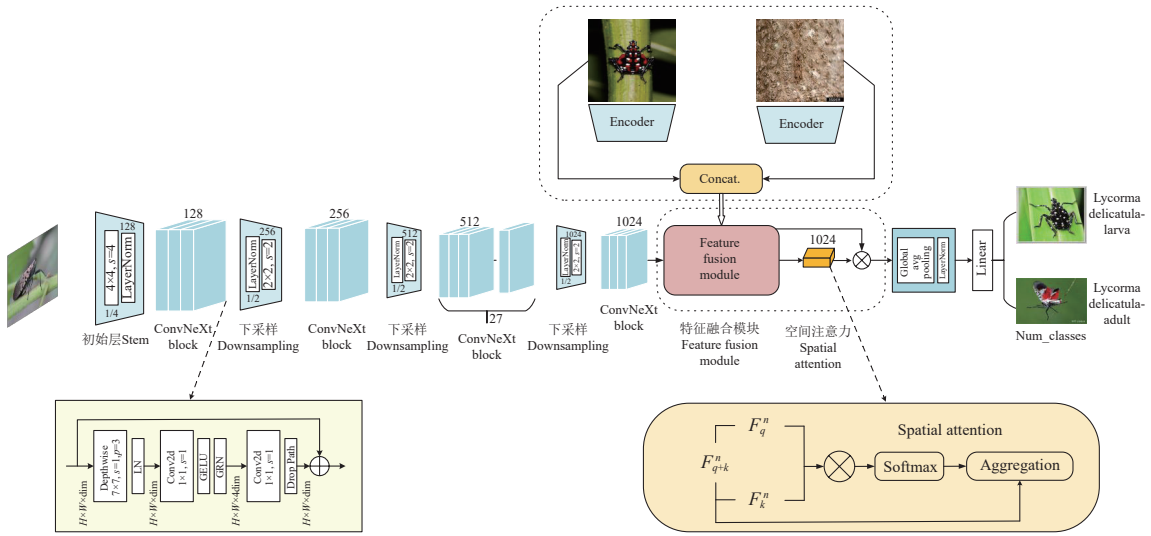 Encoder
Encoder
Concat.
128
4×4, s=4
LayerNorm
1/4
初始层Stem
128
ConvNeXt
block
256
LayerNorm
2×2, s=2
1/2
下采样
Downsampling
256
ConvNeXt
block
512
LayerNorm
2×2, s=2
1/2
下采样
Downsampling
512
27
ConvNeXt
block
1024
LayerNorm
2×2, s=2
1/2
下采样
Downsampling
1024
ConvNeXt
block
Feature
fusion
module
特征融合模块
Feature fusion
module
1024
空间注意力
Spatial
attention
Global
avg
pooling
LayerNorm
Linear
Lycorma
delicatula-
larva
Lycorma
delicatula-
adult
Num_classes
H×W×dim
Depthwise
7×7, s=1,p=3
LN
H×W×dim
Conv2d
1×1, s=1
GELU
GRN
H×W×4dim
Conv2d
1×1, s=1
Drop Path
H×W×dim
Spatial attention
F_q^n
F_{q+k}^n
F_k^n
Softmax
Aggregation